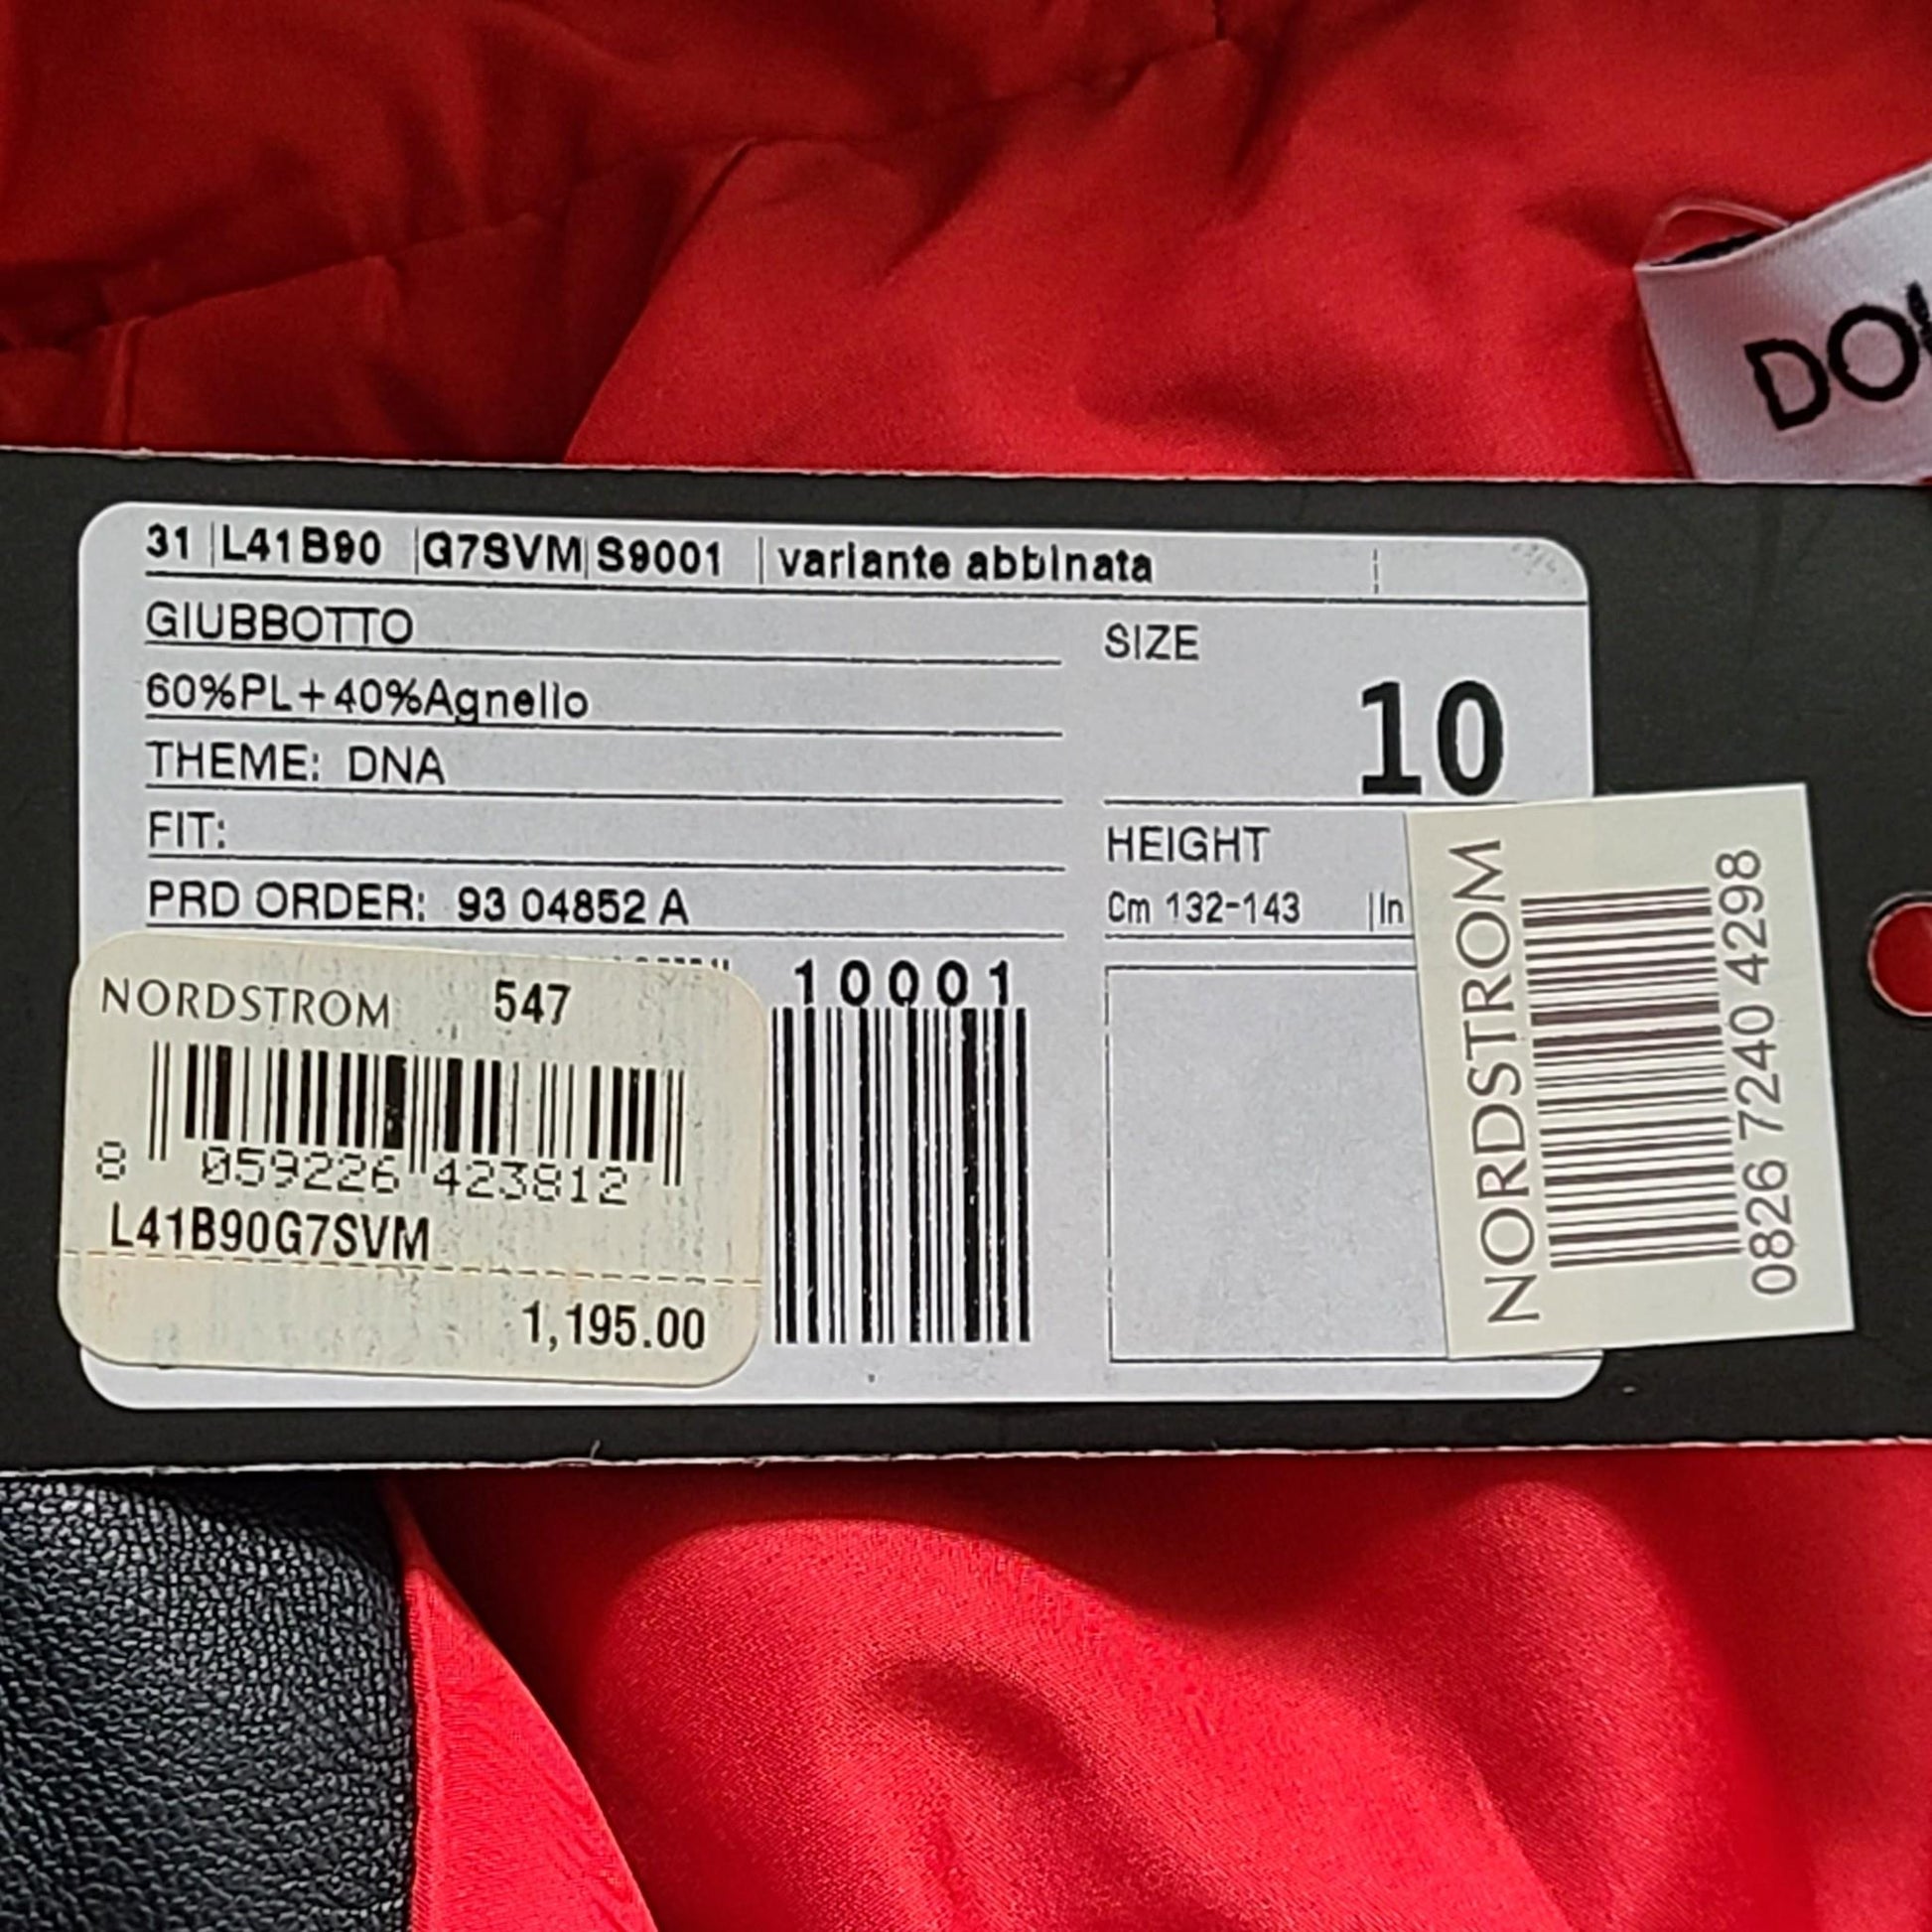 DO
31 | L41B90 | G7SVM | S9001 | variante abbinata
GIUBBOTTO
60%PL+40%Agnello
THEME: DNA
FIT:
PRD ORDER: 93 04852 A
SIZE
10
HEIGHT
Cm 132-143 | In
10001
NORDSTROM 547
8 059226 423812
L41B90G7SVM
1,195.00
NORDSTROM
0826 7240 4298